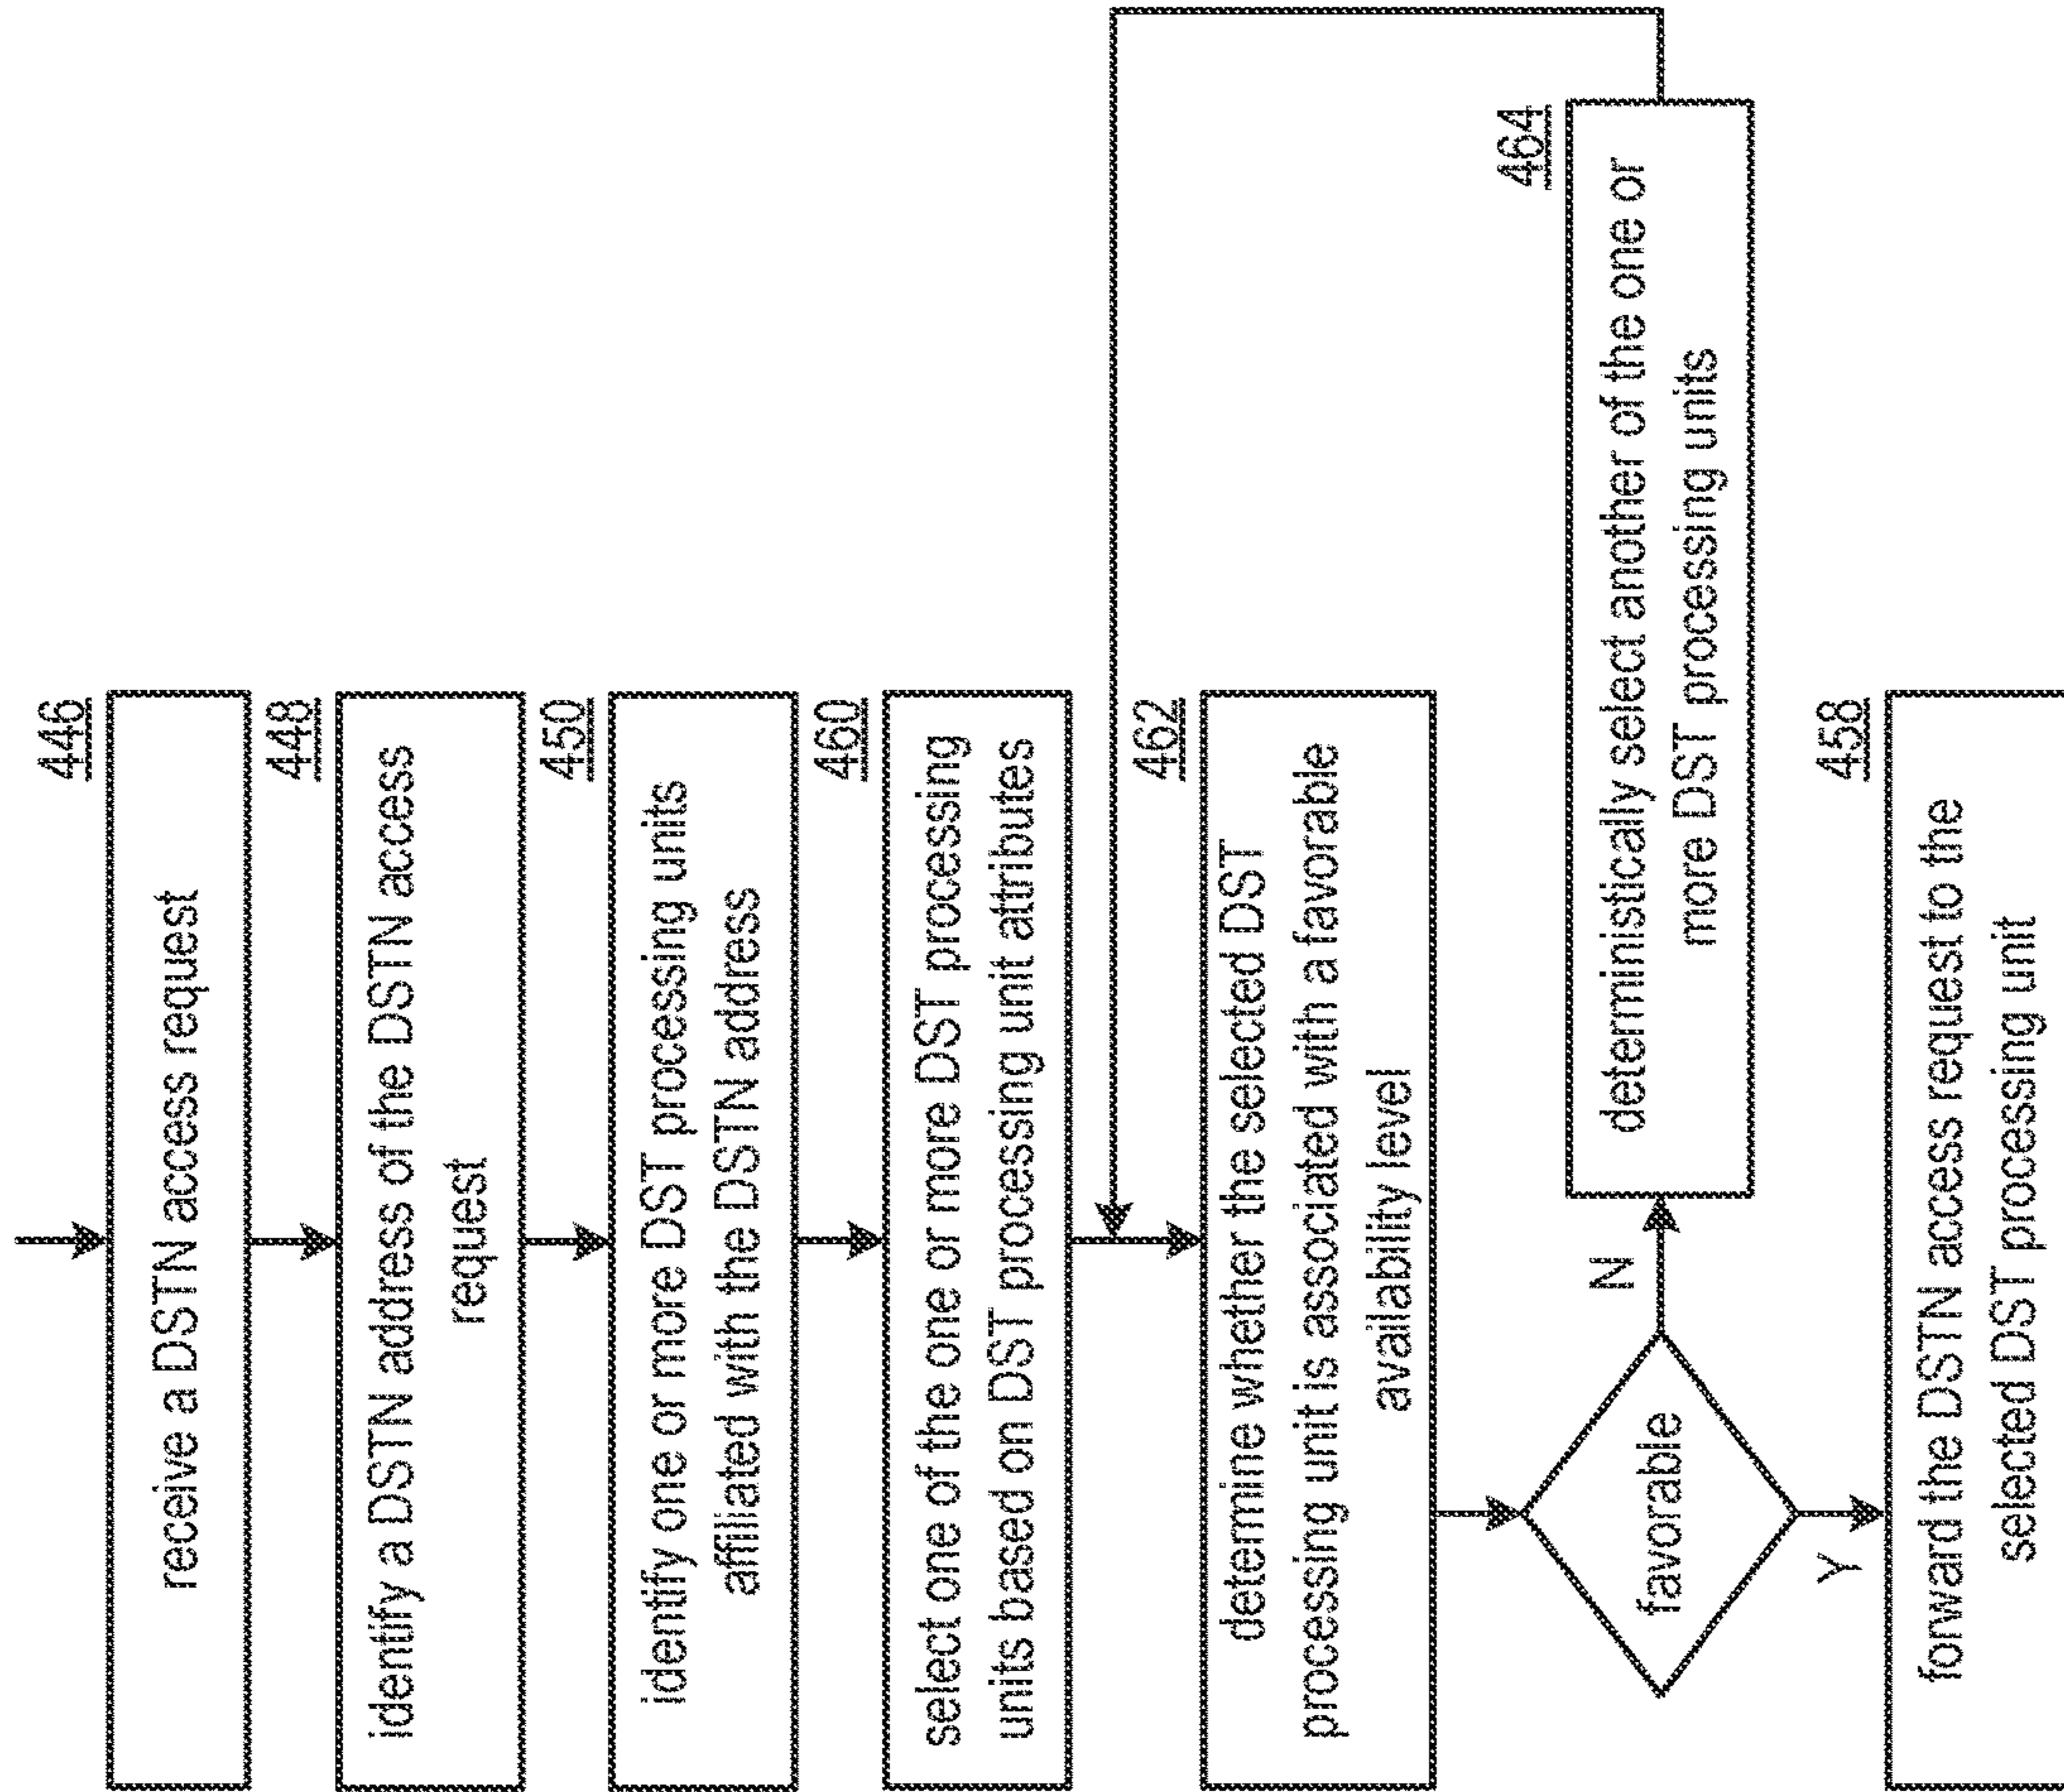 446
receive a DSTN access request
448
identify a DSTN address of the DSTN access
request
450
identify one or more DST processing units
affiliated with the DSTN address
460
select one of the one or more DST processing
units based on DST processing unit attributes
462
determine whether the selected DST
processing unit is associated with a favorable
availability level
favorable
N
464
deterministically select another of the one or
more DST processing units
Y
458
forward the DSTN access request to the
selected DST processing unit